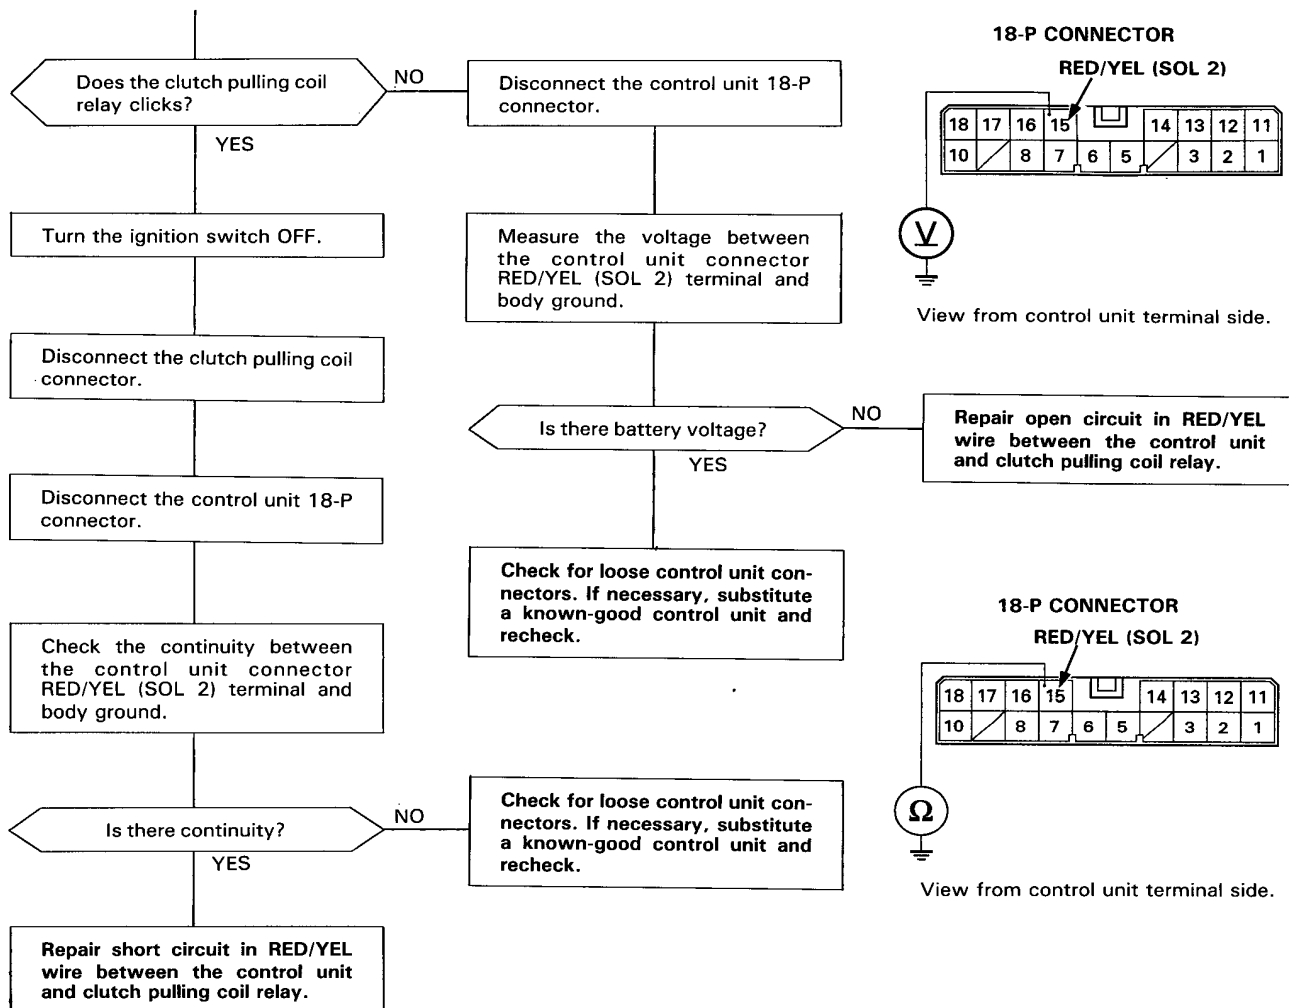 Does the clutch pulling coil
relay clicks?
NO
YES
Disconnect the control unit 18-P
connector.
Turn the ignition switch OFF.
Measure the voltage between
the control unit connector
RED/YEL (SOL 2) terminal and
body ground.
Disconnect the clutch pulling coil
connector.
Is there battery voltage?
NO
YES
Repair open circuit in RED/YEL
wire between the control unit
and clutch pulling coil relay.
Disconnect the control unit 18-P
connector.
Check for loose control unit con-
nectors. If necessary, substitute
a known-good control unit and
recheck.
Check the continuity between
the control unit connector
RED/YEL (SOL 2) terminal and
body ground.
Is there continuity?
NO
YES
Check for loose control unit con-
nectors. If necessary, substitute
a known-good control unit and
recheck.
Repair short circuit in RED/YEL
wire between the control unit
and clutch pulling coil relay.
18-P CONNECTOR
RED/YEL (SOL 2)
18 17 16 15 14 13 12 11
10 8 7 6 5 3 2 1
V
View from control unit terminal side.
18-P CONNECTOR
RED/YEL (SOL 2)
18 17 16 15 14 13 12 11
10 8 7 6 5 3 2 1
Ω
View from control unit terminal side.